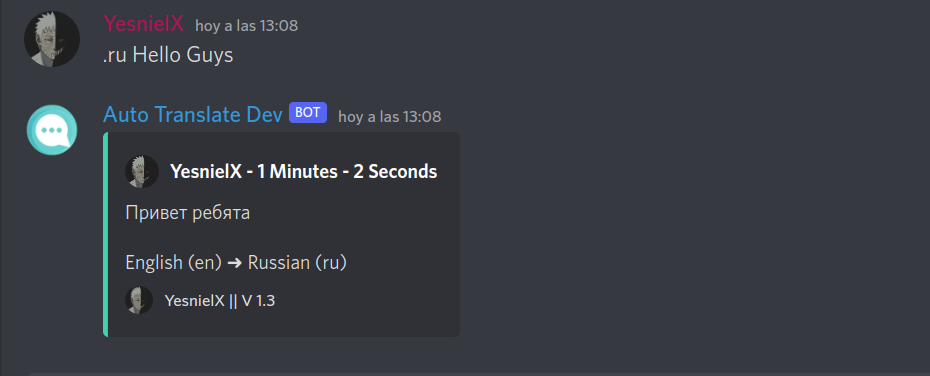 YesnielX hoy a las 13:08
.ru Hello Guys
Auto Translate Dev BOT hoy a las 13:08
YesnielX - 1 Minutes - 2 Seconds
Привет ребята
English (en) ➜ Russian (ru)
YesnielX || V 1.3